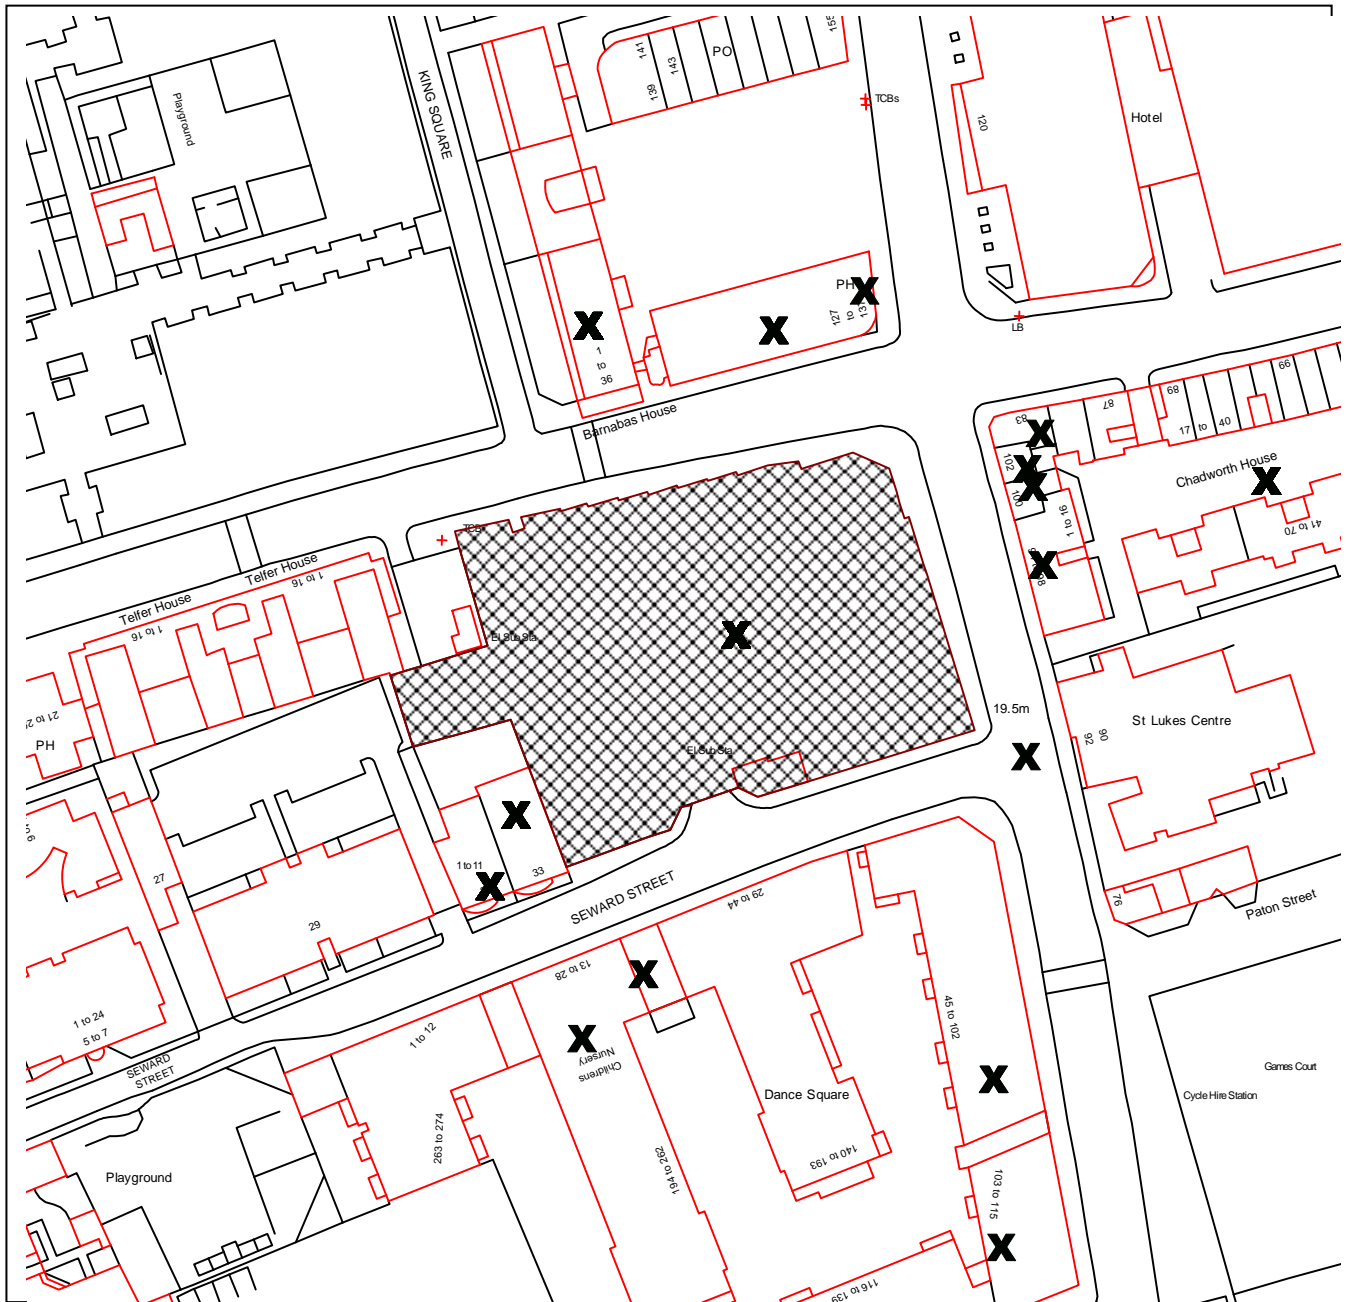 141
PO
155
139
143
KING SQUARE
Playground
TCBs
120
Hotel
PH
127
to
LB
1
to
36
Barnabas House
83
87
89
99
17 to 40
102
100
1 to 16
Chadworth House
41 to 70
TCB
Telfer House
1 to 16
Telfer House
1 to 16
El Sub Sta
PH
19.5m
St Lukes Centre
90
92
El Sub Sta
1 to 11
33
27
29
SEWARD STREET
29 to 44
76
Paton Street
13 to 28
1 to 24
5 to 7
1 to 12
SEWARD
STREET
Childrens
Nursery
45 to 102
Games Court
Cycle Hire Station
Dance Square
263 to 274
194 to 262
140 to 193
Playground
103 to 115
116 to 139